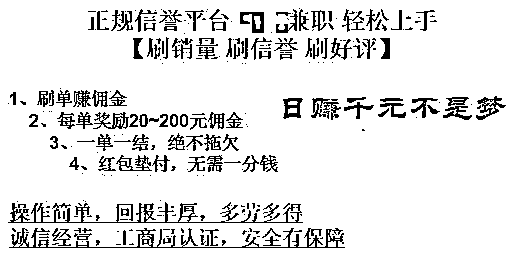 正规信誉平台 兼职 轻松上手
【刷销量 刷信誉 刷好评】
1、刷单赚佣金
2、每单奖励20~200元佣金
3、一单一结，绝不拖欠
4、红包垫付，无需一分钱
日赚千元不是梦
操作简单，回报丰厚，多劳多得
诚信经营，工商局认证，安全有保障